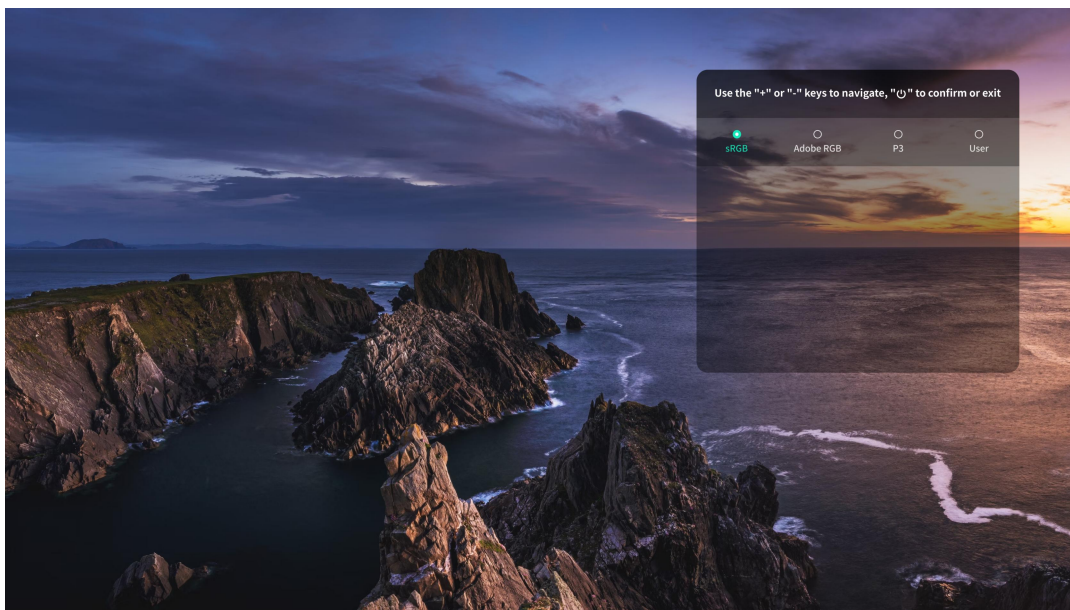 Use the "+" or "-" keys to navigate, "⏻" to confirm or exit
sRGB Adobe RGB P3 User